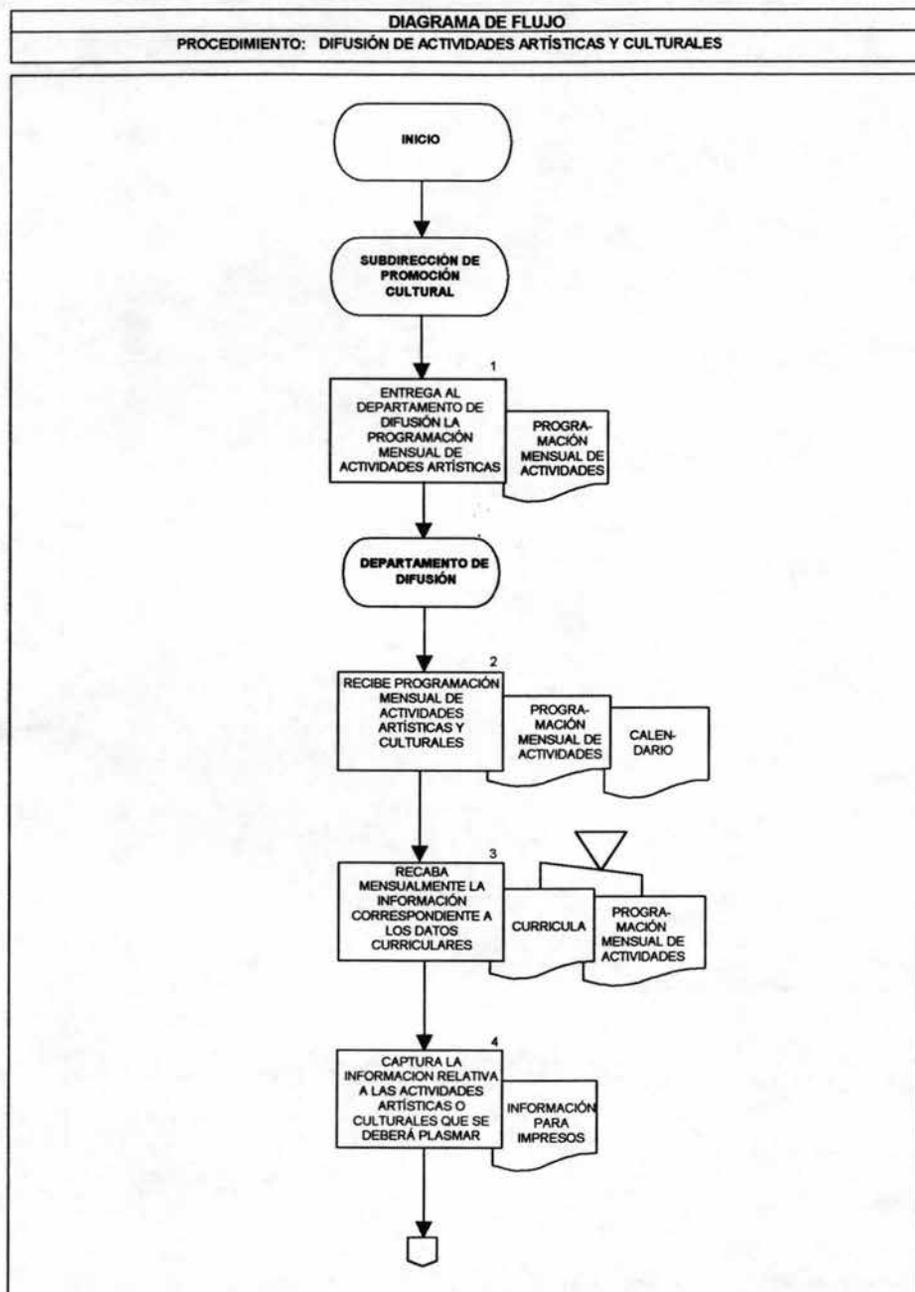 DIAGRAMA DE FLUJO
PROCEDIMIENTO: DIFUSIÓN DE ACTIVIDADES ARTÍSTICAS Y CULTURALES
INICIO
SUBDIRECCIÓN DE
PROMOCIÓN
CULTURAL
1
ENTREGA AL
DEPARTAMENTO DE
DIFUSIÓN LA
PROGRAMACIÓN
MENSUAL DE
ACTIVIDADES ARTÍSTICAS
PROGRA-
MACIÓN
MENSUAL DE
ACTIVIDADES
DEPARTAMENTO DE
DIFUSIÓN
2
RECIBE PROGRAMACIÓN
MENSUAL DE
ACTIVIDADES
ARTÍSTICAS Y
CULTURALES
PROGRA-
MACIÓN
MENSUAL DE
ACTIVIDADES
CALEN-
DARIO
3
RECABA
MENSUALMENTE LA
INFORMACIÓN
CORRESPONDIENTE A
LOS DATOS
CURRICULARES
CURRICULA
PROGRA-
MACIÓN
MENSUAL DE
ACTIVIDADES
4
CAPTURA LA
INFORMACION RELATIVA
A LAS ACTIVIDADES
ARTÍSTICAS O
CULTURALES QUE SE
DEBERÁ PLASMAR
INFORMACIÓN
PARA
IMPRESOS